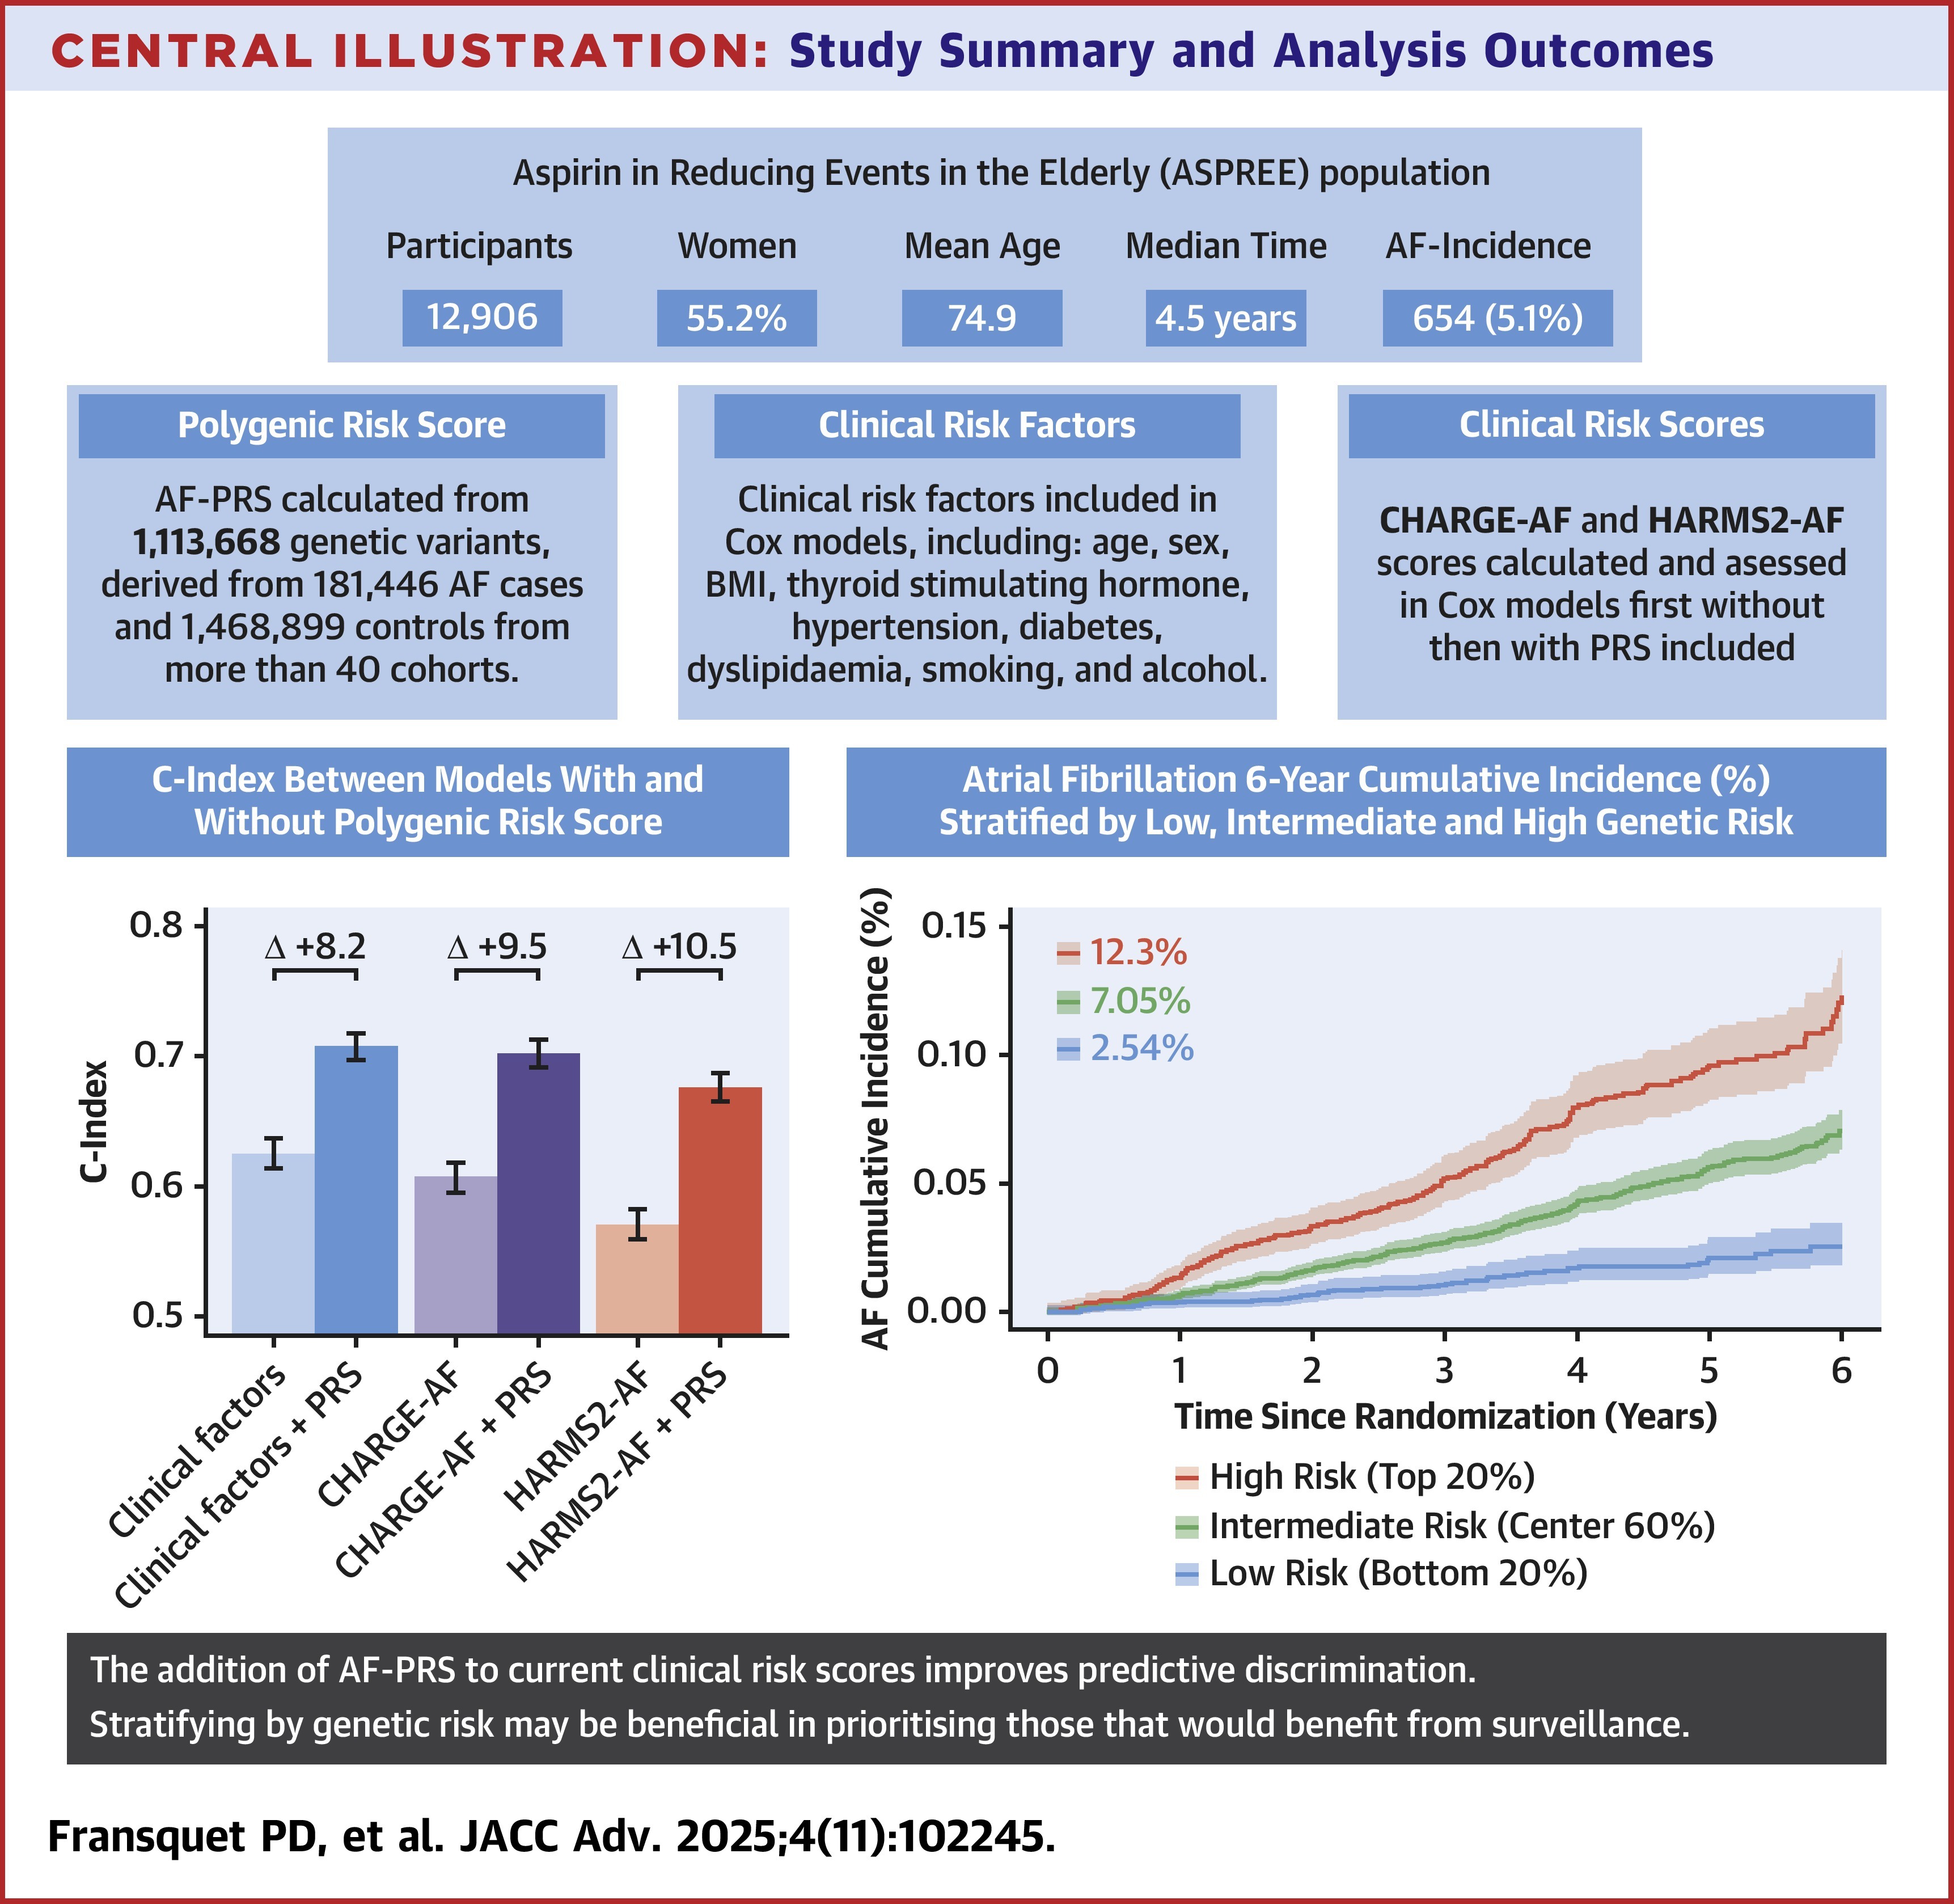 CENTRAL ILLUSTRATION: Study Summary and Analysis Outcomes
Aspirin in Reducing Events in the Elderly (ASPREE) population
Participants Women Mean Age Median Time AF-Incidence
12,906 55.2% 74.9 4.5 years 654 (5.1%)
Polygenic Risk Score
AF-PRS calculated from
1,113,668 genetic variants,
derived from 181,446 AF cases
and 1,468,899 controls from
more than 40 cohorts.
Clinical Risk Factors
Clinical risk factors included in
Cox models, including: age, sex,
BMI, thyroid stimulating hormone,
hypertension, diabetes,
dyslipidaemia, smoking, and alcohol.
Clinical Risk Scores
CHARGE-AF and HARMS2-AF
scores calculated and asessed
in Cox models first without
then with PRS included
C-Index Between Models With and
Without Polygenic Risk Score
C-Index
0.8
0.7
0.6
0.5
Δ +8.2 Δ +9.5 Δ +10.5
Clinical factors
Clinical factors + PRS
CHARGE-AF
CHARGE-AF + PRS
HARMS2-AF
HARMS2-AF + PRS
Atrial Fibrillation 6-Year Cumulative Incidence (%)
Stratified by Low, Intermediate and High Genetic Risk
AF Cumulative Incidence (%)
0.15
0.10
0.05
0.00
12.3%
7.05%
2.54%
0 1 2 3 4 5 6
Time Since Randomization (Years)
High Risk (Top 20%)
Intermediate Risk (Center 60%)
Low Risk (Bottom 20%)
The addition of AF-PRS to current clinical risk scores improves predictive discrimination.
Stratifying by genetic risk may be beneficial in prioritising those that would benefit from surveillance.
Fransquet PD, et al. JACC Adv. 2025;4(11):102245.